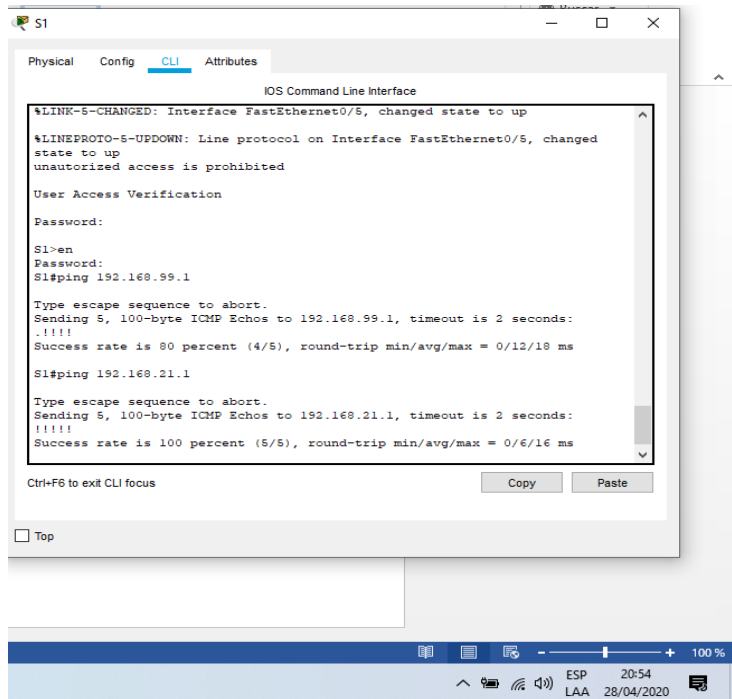 S1
Physical Config CLI Attributes
IOS Command Line Interface
%LINK-5-CHANGED: Interface FastEthernet0/5, changed state to up
%LINEPROTO-5-UPDOWN: Line protocol on Interface FastEthernet0/5, changed
state to up
unautorized access is prohibited
User Access Verification
Password:
S1>en
Password:
S1#ping 192.168.99.1
Type escape sequence to abort.
Sending 5, 100-byte ICMP Echos to 192.168.99.1, timeout is 2 seconds:
.!!!!
Success rate is 80 percent (4/5), round-trip min/avg/max = 0/12/18 ms
S1#ping 192.168.21.1
Type escape sequence to abort.
Sending 5, 100-byte ICMP Echos to 192.168.21.1, timeout is 2 seconds:
!!!!!
Success rate is 100 percent (5/5), round-trip min/avg/max = 0/6/16 ms
Ctrl+F6 to exit CLI focus
Copy
Paste
Top
100 %
ESP 20:54
LAA 28/04/2020